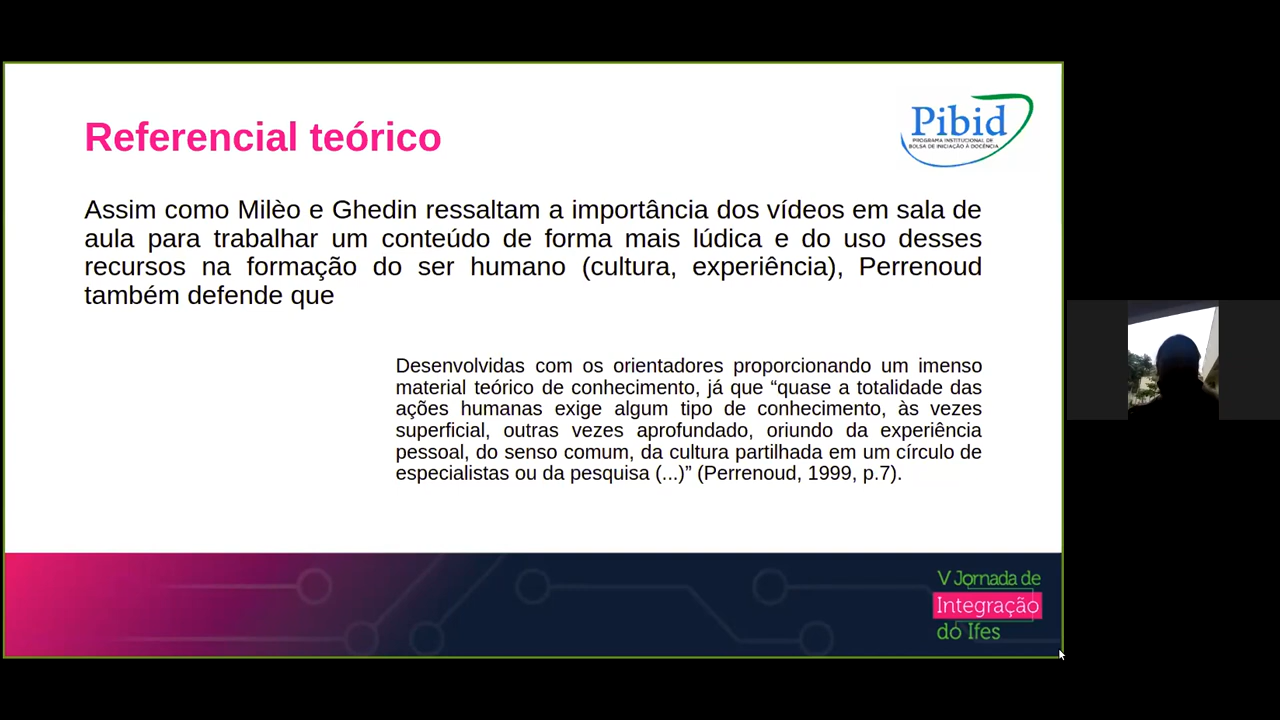 Referencial teórico
Pibid
PROGRAMA INSTITUCIONAL DE
BOLSA DE INICIAÇÃO À DOCÊNCIA
Assim como Milèo e Ghedin ressaltam a importância dos vídeos em sala de
aula para trabalhar um conteúdo de forma mais lúdica e do uso desses
recursos na formação do ser humano (cultura, experiência), Perrenoud
também defende que
Desenvolvidas com os orientadores proporcionando um imenso
material teórico de conhecimento, já que “quase a totalidade das
ações humanas exige algum tipo de conhecimento, às vezes
superficial, outras vezes aprofundado, oriundo da experiência
pessoal, do senso comum, da cultura partilhada em um círculo de
especialistas ou da pesquisa (...)” (Perrenoud, 1999, p.7).
V Jornada de
Integração
do Ifes